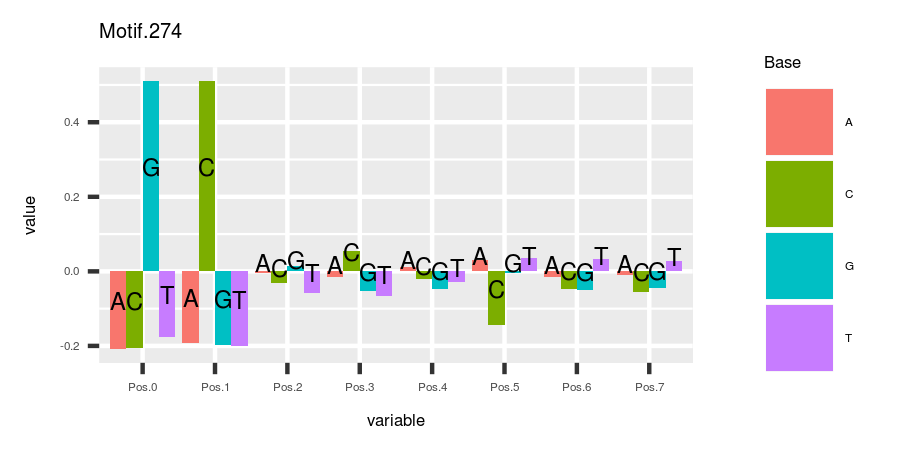 Motif.274
Base
A
C
G
T
value
0.4
0.2
0.0
-0.2
A C G T
A C G T
A C G T
A C G T
A C G T
A C G T
A C G T
A C G T
Pos.0 Pos.1 Pos.2 Pos.3 Pos.4 Pos.5 Pos.6 Pos.7
variable